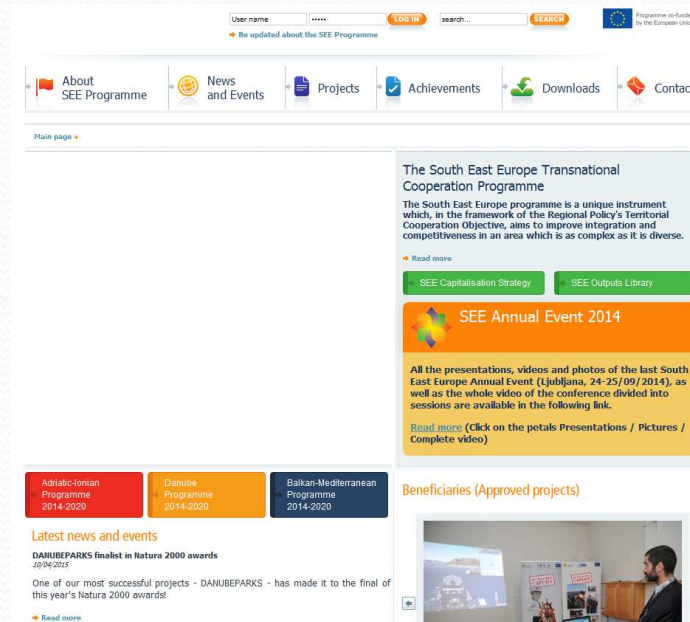 User name
•••••
LOG IN
search...
SEARCH
Be updated about the SEE Programme
Programme co-funde
by the European Unio
About
SEE Programme
News
and Events
Projects
Achievements
Downloads
Contac
Main page
The South East Europe Transnational
Cooperation Programme
The South East Europe programme is a unique instrument
which, in the framework of the Regional Policy's Territorial
Cooperation Objective, aims to improve integration and
competitiveness in an area which is as complex as it is diverse.
Read more
SEE Capitalisation Strategy
SEE Outputs Library
SEE Annual Event 2014
All the presentations, videos and photos of the last South
East Europe Annual Event (Ljubljana, 24-25/09/2014), as
well as the whole video of the conference divided into
sessions are available in the following link.
Read more (Click on the petals Presentations / Pictures /
Complete video)
Adriatic-Ionian
Programme
2014-2020
Danube
Programme
2014-2020
Balkan-Mediterranean
Programme
2014-2020
Latest news and events
DANUBEPARKS finalist in Natura 2000 awards
10/04/2015
One of our most successful projects - DANUBEPARKS - has made it to the final of
this year's Natura 2000 awards!
Read more
Beneficiaries (Approved projects)